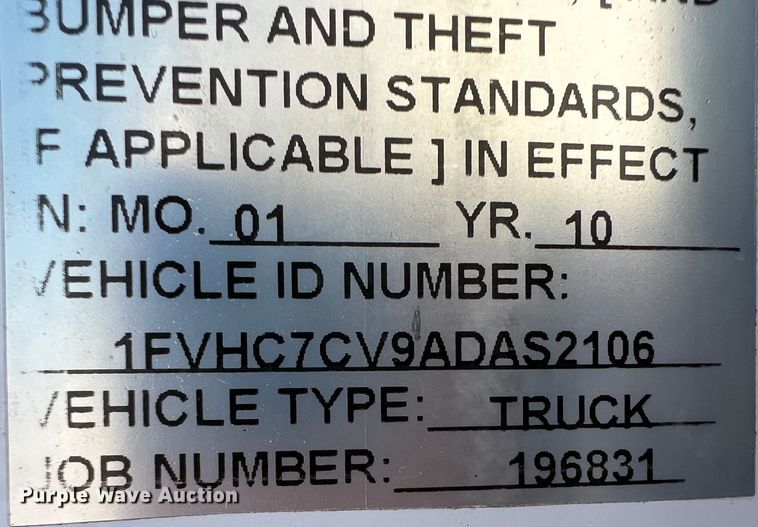 BUMPER AND THEFT
PREVENTION STANDARDS,
F APPLICABLE ] IN EFFECT
N: MO. 01 YR. 10
VEHICLE ID NUMBER:
1FVHC7CV9ADAS2106
VEHICLE TYPE: TRUCK
JOB NUMBER: 196831
Purple Wave Auction